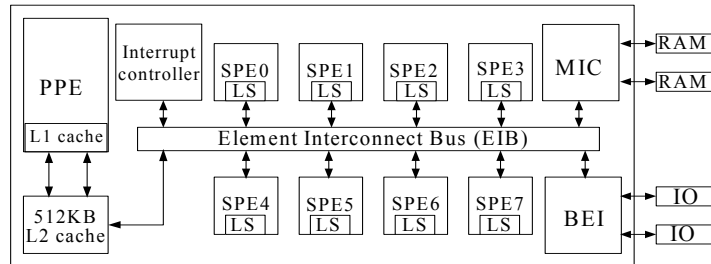 PPE
L1 cache
512KB
L2 cache
Interrupt
controller
SPE0
LS
SPE1
LS
SPE2
LS
SPE3
LS
MIC
RAM
RAM
Element Interconnect Bus (EIB)
SPE4
LS
SPE5
LS
SPE6
LS
SPE7
LS
BEI
IO
IO